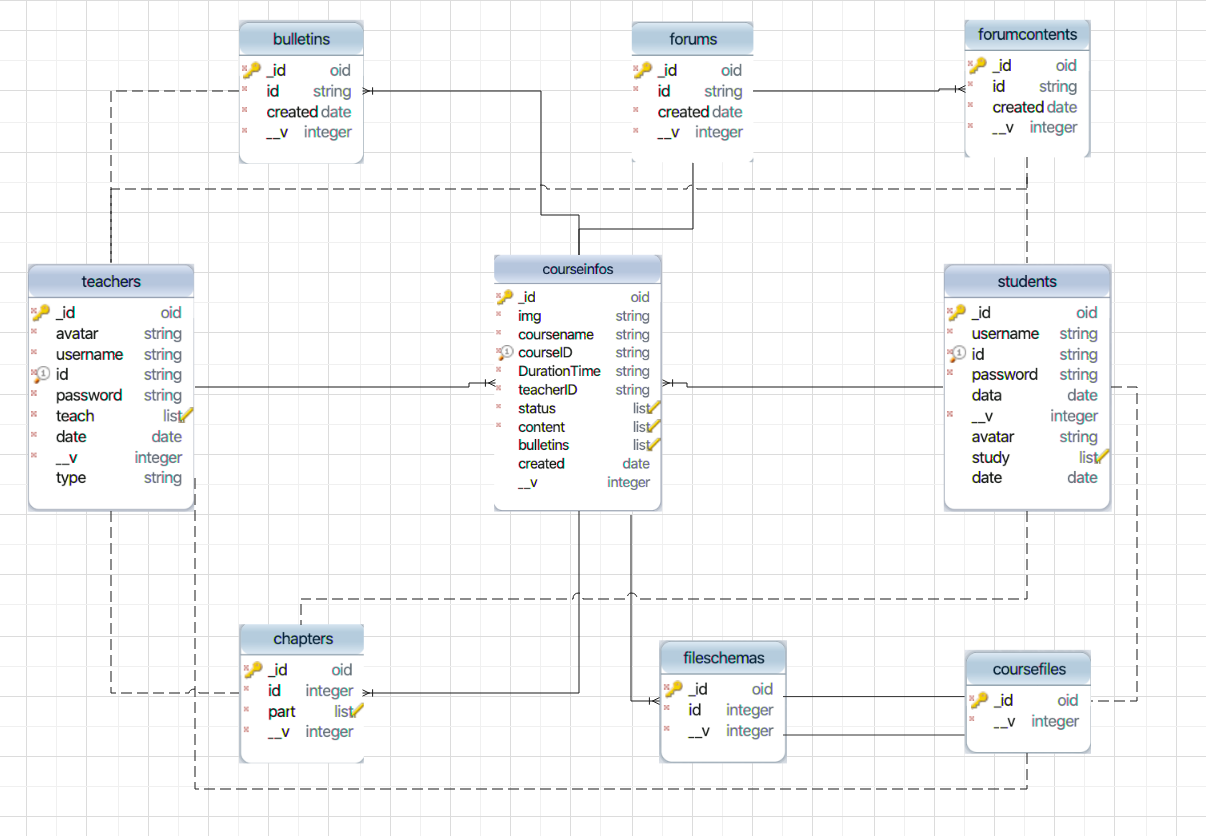 bulletins
_id oid
id string
created date
__v integer
forums
_id oid
id string
created date
__v integer
forumcontents
_id oid
id string
created date
__v integer
teachers
_id oid
avatar string
username string
id string
password string
teach list
date date
__v integer
type string
courseinfos
_id oid
img string
coursename string
courseID string
DurationTime string
teacherID string
status list
content list
bulletins list
created date
__v integer
students
_id oid
username string
id string
password string
data date
__v integer
avatar string
study list
date date
chapters
_id oid
id integer
part list
__v integer
fileschemas
_id oid
id integer
__v integer
coursefiles
_id oid
__v integer